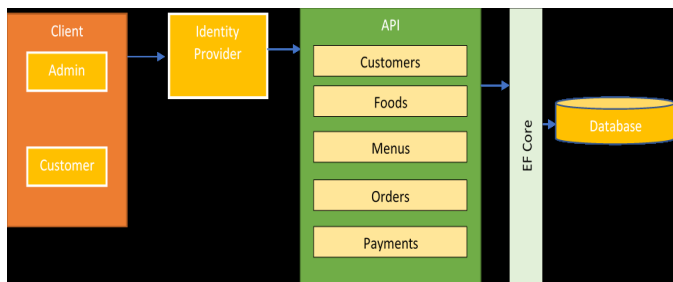 Client
Admin
Customer
Identity
Provider
API
Customers
Foods
Menus
Orders
Payments
EF Core
Database